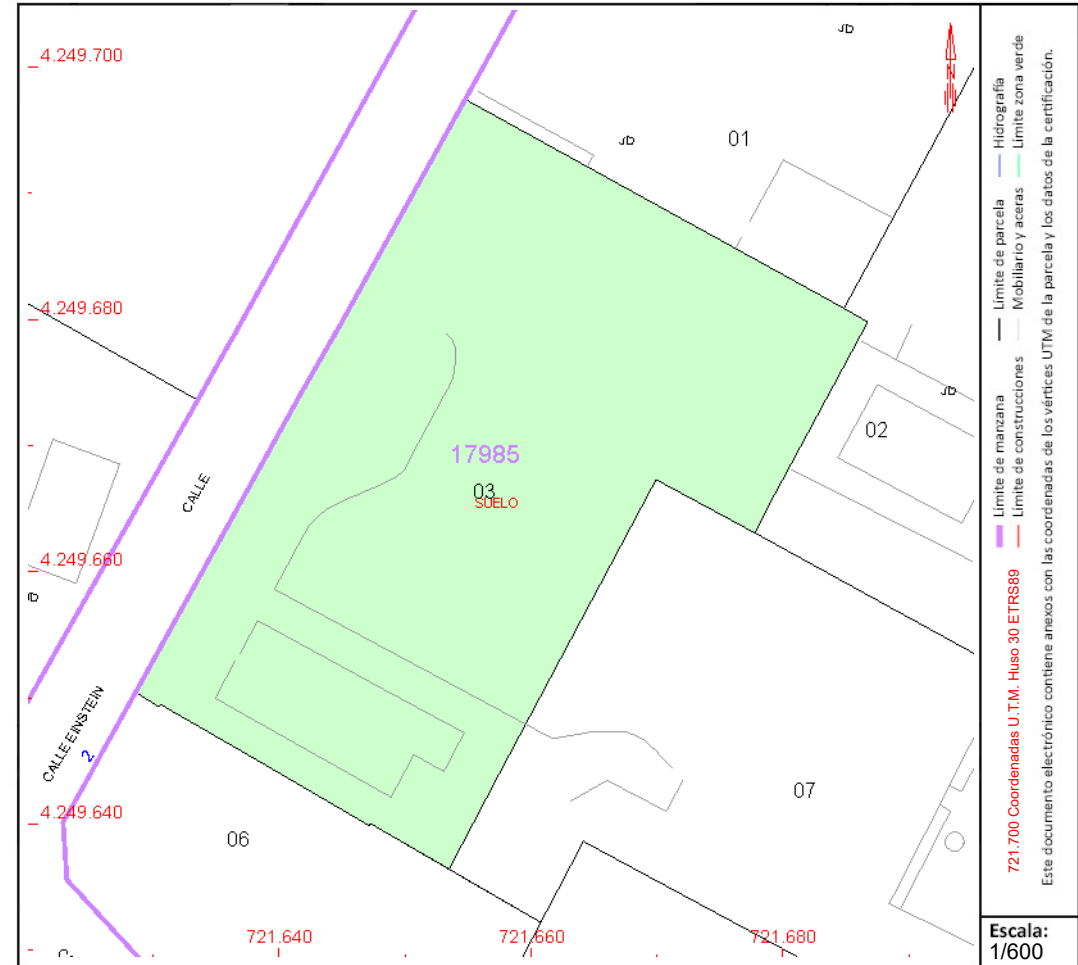 4.249.700
01
4.249.680
02
17985
03
SUELO
CALLE
4.249.660
CALLE EINSTEIN
2
07
4.249.640
06
721.640
721.660
721.680
N
Hidrografía
Límite zona verde
Límite de parcela
Mobiliario y aceras
Límite de manzana
Límite de construcciones
721.700 Coordenadas U.T.M. Huso 30 ETRS89
Este documento electrónico contiene anexos con las coordenadas de los vértices UTM de la parcela y los datos de la certificación.
Escala:
1/600